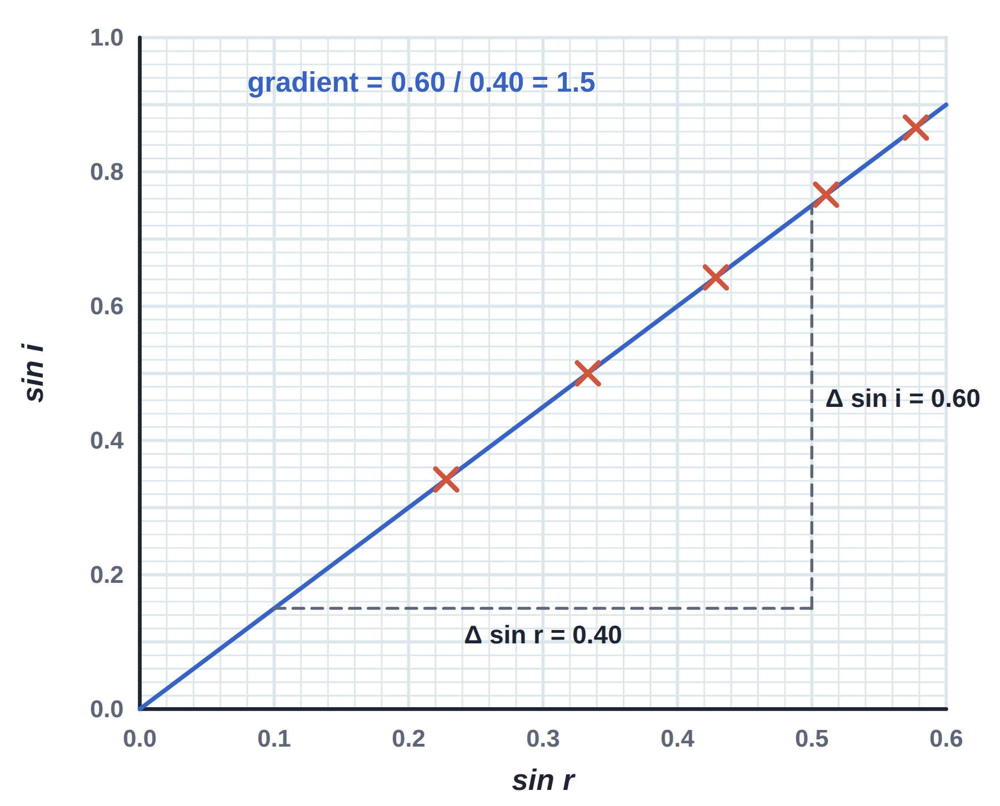 1.0
gradient = 0.60 / 0.40 = 1.5
0.8
0.6
sin i
Δ sin i = 0.60
0.4
0.2
Δ sin r = 0.40
0.0
0.0 0.1 0.2 0.3 0.4 0.5 0.6
sin r